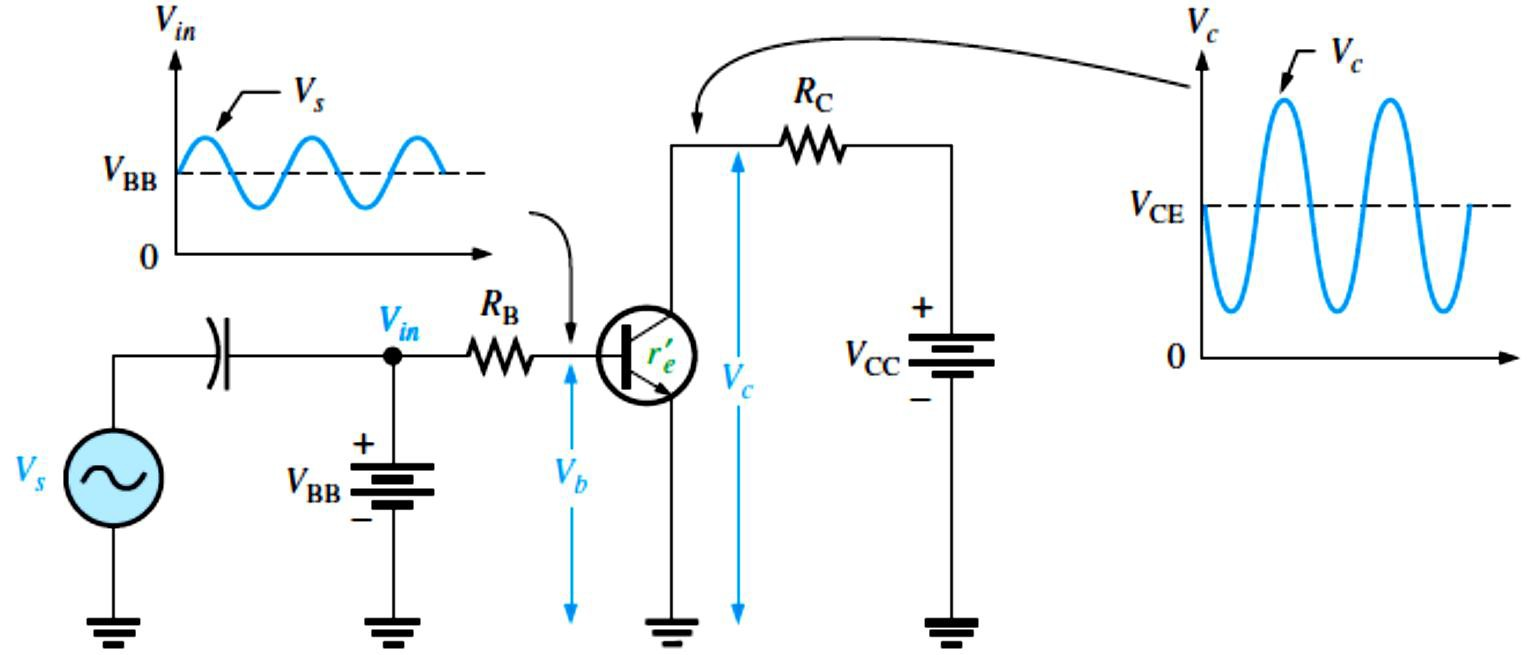 V_in
V_s
V_BB
0
V_in
R_B
V_s
+
V_BB
−
V_b
r′_e
V_c
R_C
+
V_CC
−
V_c
V_c
V_CE
0